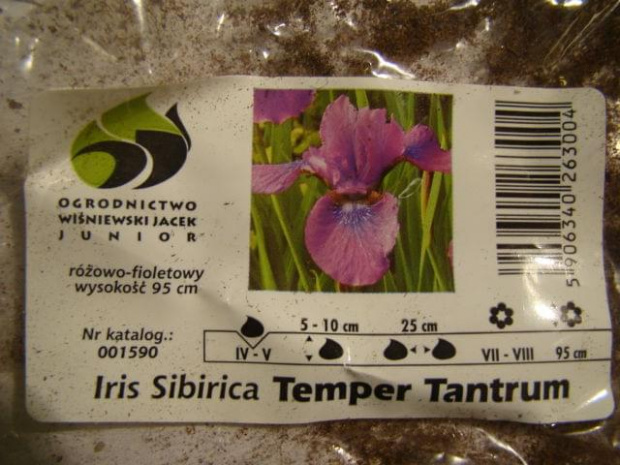 OGRODNICTWO
WIŚNIEWSKI JACEK
JUNIOR
różowo-fioletowy
wysokość 95 cm
Nr katalog.:
001590
5 906340 263004
5 - 10 cm 25 cm
IV - V VII - VIII 95 cm
Iris Sibirica Temper Tantrum